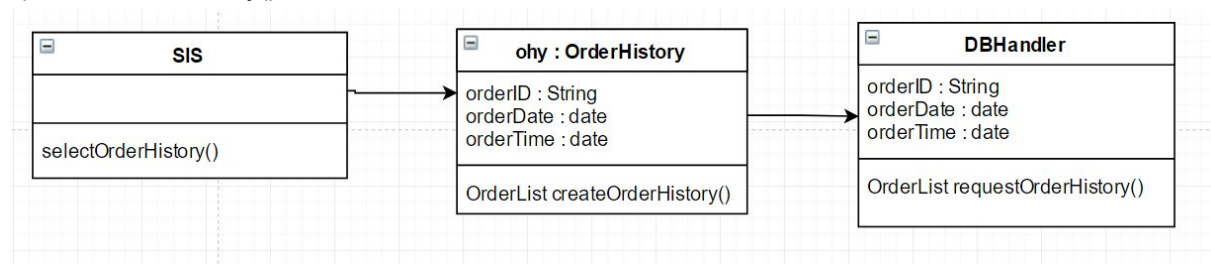 SIS
selectOrderHistory()
ohy : OrderHistory
orderID : String
orderDate : date
orderTime : date
OrderList createOrderHistory()
DBHandler
orderID : String
orderDate : date
orderTime : date
OrderList requestOrderHistory()